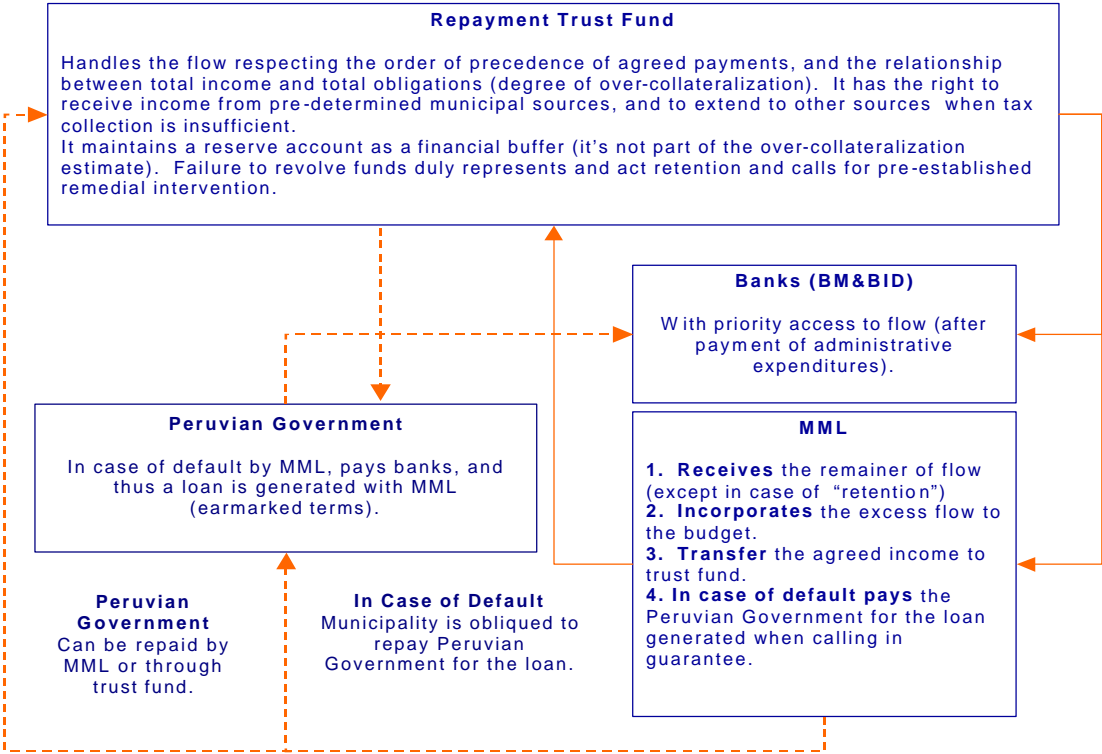 Repayment Trust Fund
Handles the flow respecting the order of precedence of agreed payments, and the relationship
between total income and total obligations (degree of over-collateralization).  It has the right to
receive income from pre-determined municipal sources, and to extend to other sources  when tax
collection is insufficient.
It maintains a reserve account as a financial buffer (it's not part of the over-collateralization
estimate).  Failure to revolve funds duly represents and act retention and calls for pre-established
remedial intervention.
Banks (BM&BID)
With priority access to flow (after
payment of administrative
expenditures).
Peruvian Government
In case of default by MML, pays banks, and
thus a loan is generated with MML
(earmarked terms).
MML
1.  Receives the remainer of flow
(except in case of  “retention”)
2.  Incorporates the excess flow to
the budget.
3.  Transfer the agreed income to
trust fund.
4. In case of default pays the
Peruvian Government for the loan
generated when calling in
guarantee.
Peruvian
Government
Can be repaid by
MML or through
trust fund.
In Case of Default
Municipality is obliqued to
repay Peruvian
Government for the loan.